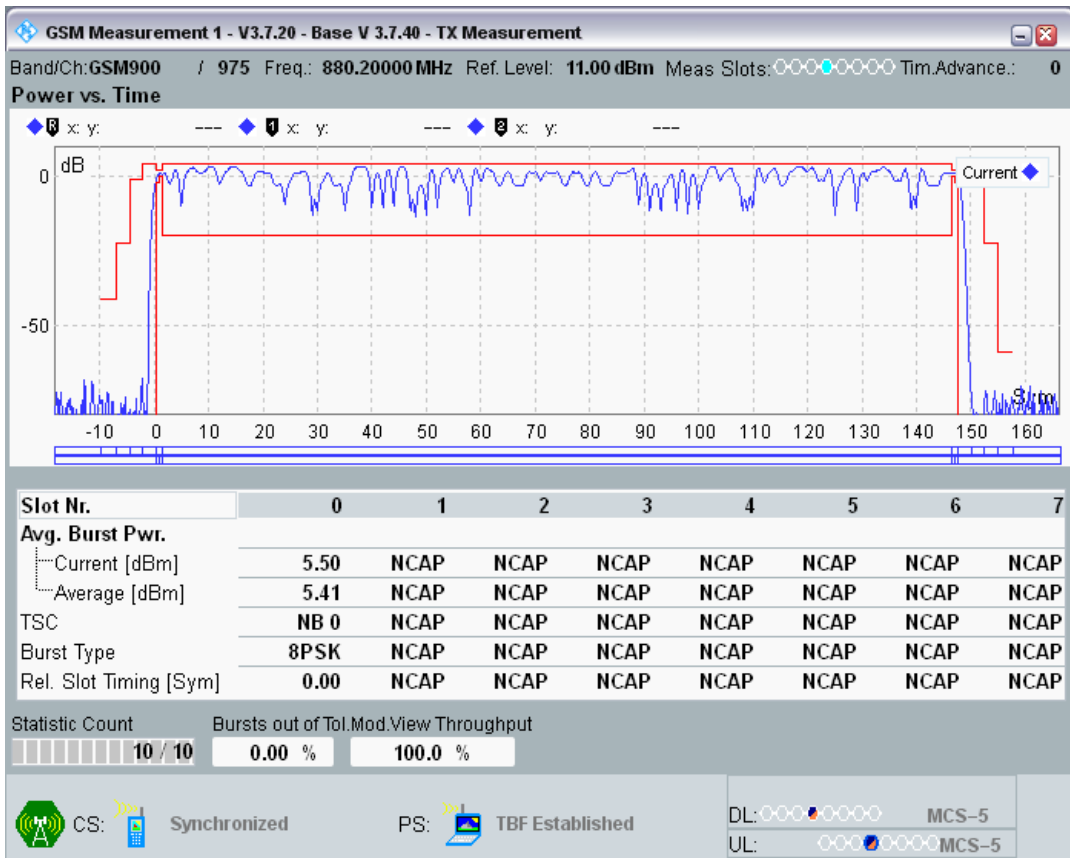 GSM Measurement 1 - V3.7.20 - Base V 3.7.40 - TX Measurement
Band/Ch:GSM900 / 975 Freq.: 880.20000 MHz Ref. Level: 11.00 dBm Meas Slots: Tim.Advance.: 0
Power vs. Time
R x: y: --- 1 x: y: --- 2 x: y: ---
dB
Current
0
-50
-10 0 10 20 30 40 50 60 70 80 90 100 110 120 130 140 150 160
Slot Nr. 0 1 2 3 4 5 6 7
Avg. Burst Pwr.
Current [dBm] 5.50 NCAP NCAP NCAP NCAP NCAP NCAP NCAP
Average [dBm] 5.41 NCAP NCAP NCAP NCAP NCAP NCAP NCAP
TSC NB 0 NCAP NCAP NCAP NCAP NCAP NCAP NCAP
Burst Type 8PSK NCAP NCAP NCAP NCAP NCAP NCAP NCAP
Rel. Slot Timing [Sym] 0.00 NCAP NCAP NCAP NCAP NCAP NCAP NCAP
Statistic Count Bursts out of Tol.Mod.View Throughput
10 / 10 0.00 % 100.0 %
CS: Synchronized PS: TBF Established
DL: MCS-5
UL: MCS-5